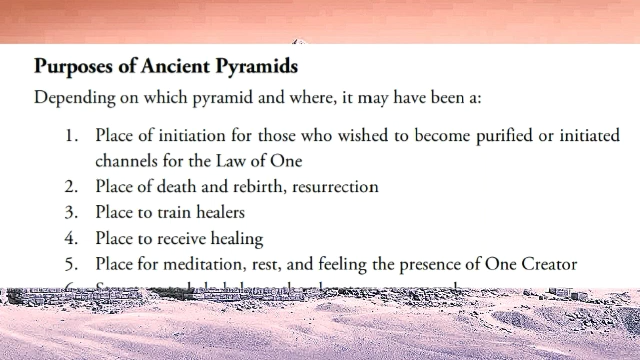 Purposes of Ancient Pyramids
Depending on which pyramid and where, it may have been a:
1. Place of initiation for those who wished to become purified or initiated
channels for the Law of One
2. Place of death and rebirth, resurrection
3. Place to train healers
4. Place to receive healing
5. Place for meditation, rest, and feeling the presence of One Creator